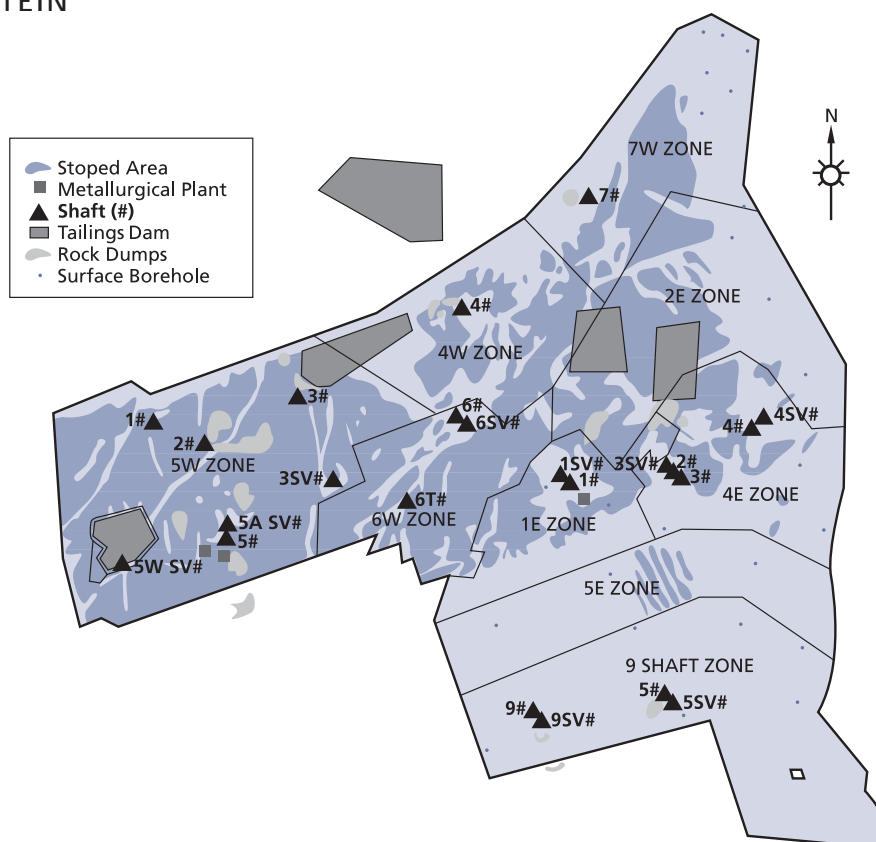 Stoped Area
Metallurgical Plant
Shaft (#)
Tailings Dam
Rock Dumps
Surface Borehole
N
7W ZONE
7#
2E ZONE
4#
4W ZONE
3#
6#
6SV#
1#
2#
5W ZONE
4SV#
4#
3SV#
1SV#
1#
3SV#
2#
3#
4E ZONE
6T#
6W ZONE
1E ZONE
5A SV#
5#
5W SV#
5E ZONE
9 SHAFT ZONE
5#
5SV#
9#
9SV#